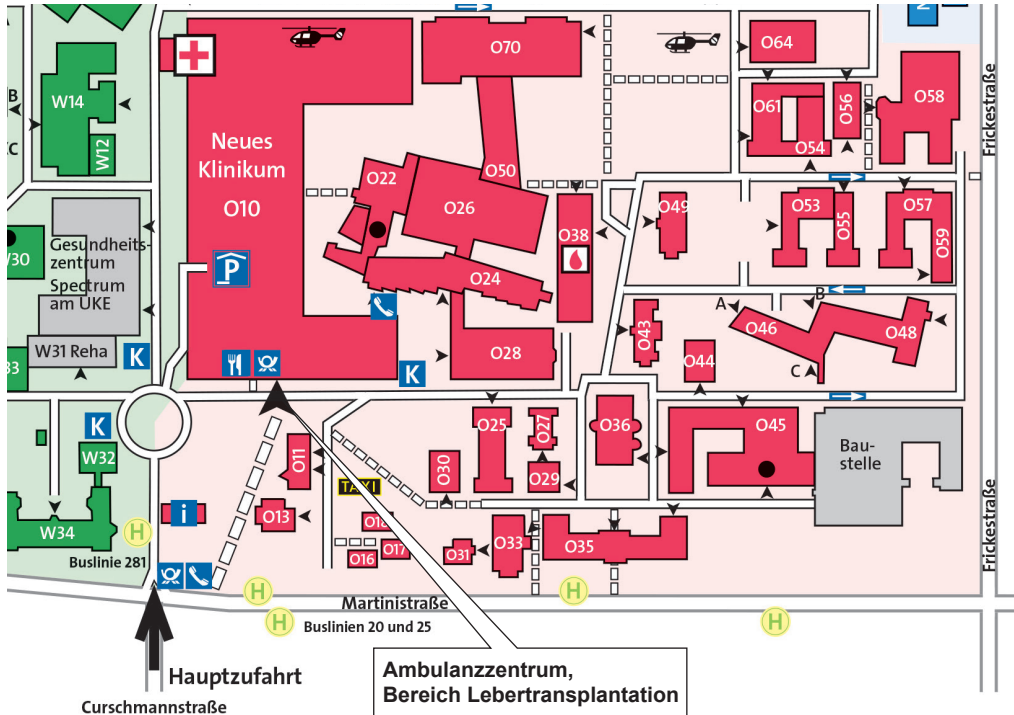 O70
O64
W14
B
CC
W12
O61
O56
O58
O54
Frickestraße
Neues
Klinikum
O10
O22
O50
O26
O49
O53
O55
O57
O59
O38
W30
Gesundheits-
zentrum
Spectrum
am UKE
P
O24
A
B
O46
O48
C
O43
O44
O28
W31 Reha
K
K
O25
O27
O36
O45
Bau-
stelle
K
W32
O11
O30
O29
TAXI
i
O13
O18
O17
O16
O31
O33
O35
W34
H
Buslinie 281
Frickestraße
H
H
H
H
Martinistraße
Buslinien 20 und 25
Hauptzufahrt
Curschmannstraße
Ambulanzzentrum,
Bereich Lebertransplantation